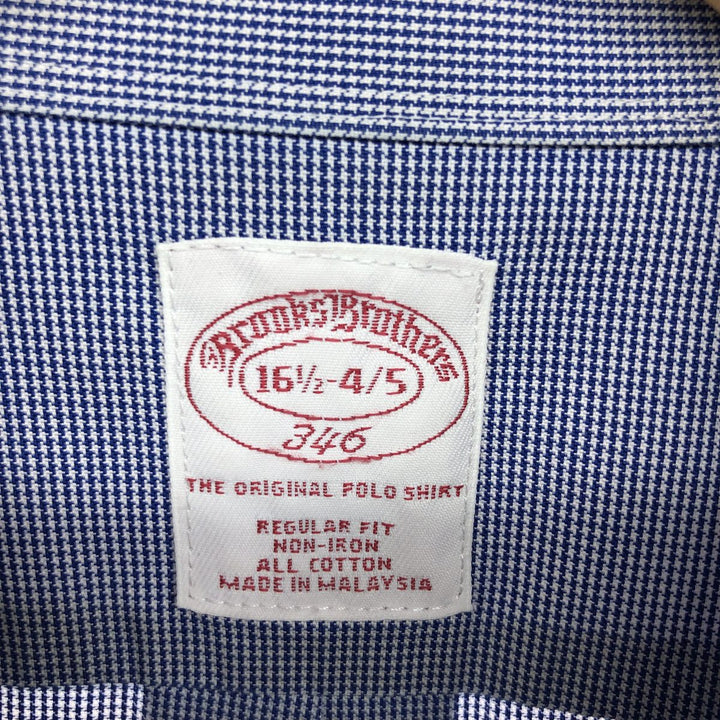 Brooks Brothers
16½-4/5
346
THE ORIGINAL POLO SHIRT
REGULAR FIT
NON-IRON
ALL COTTON
MADE IN MALAYSIA